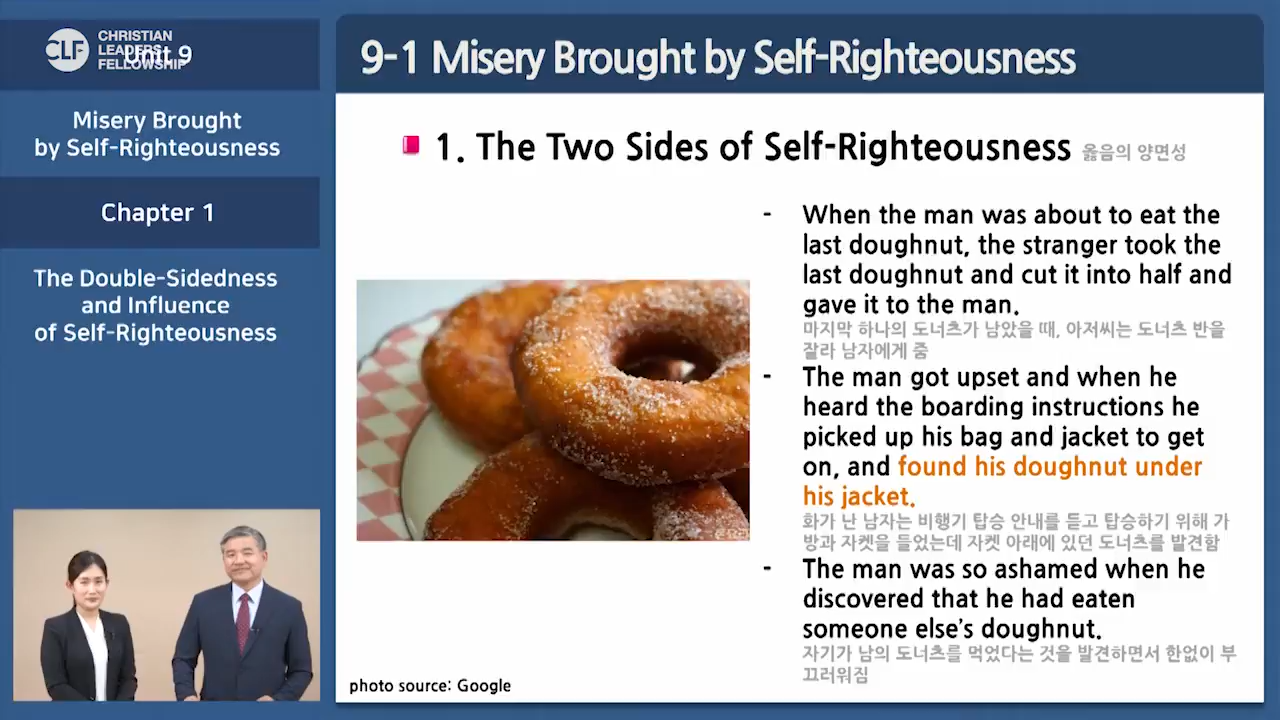 CHRISTIAN
LEADERS
FELLOWSHIP
CLF
Unit 9
Misery Brought
by Self-Righteousness
Chapter 1
The Double-Sidedness
and Influence
of Self-Righteousness
9-1 Misery Brought by Self-Righteousness
1. The Two Sides of Self-Righteousness 옳음의 양면성
- When the man was about to eat the
last doughnut, the stranger took the
last doughnut and cut it into half and
gave it to the man.
마지막 하나의 도너츠가 남았을 때, 아저씨는 도너츠 반을
잘라 남자에게 줌
- The man got upset and when he
heard the boarding instructions he
picked up his bag and jacket to get
on, and found his doughnut under
his jacket.
화가 난 남자는 비행기 탑승 안내를 듣고 탑승하기 위해 가
방과 자켓을 들었는데 자켓 아래에 있던 도너츠를 발견함
- The man was so ashamed when he
discovered that he had eaten
someone else’s doughnut.
자기가 남의 도너츠를 먹었다는 것을 발견하면서 한없이 부
끄러워짐
photo source: Google